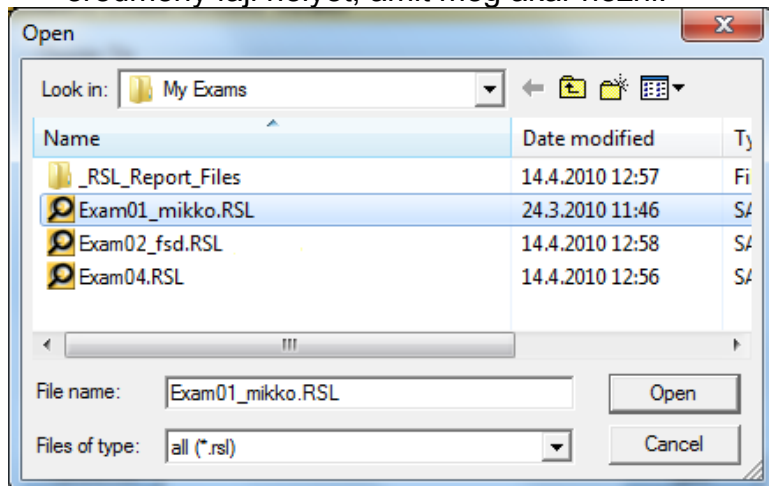 Open
Look in: My Exams
Name Date modified
_RSL_Report_Files 14.4.2010 12:57 Fi
Exam01_mikko.RSL 24.3.2010 11:46
Exam02_fsd.RSL 14.4.2010 12:58
Exam04.RSL 14.4.2010 12:56
File name: Exam01_mikko.RSL Open
Files of type: all (*.rsl) Cancel